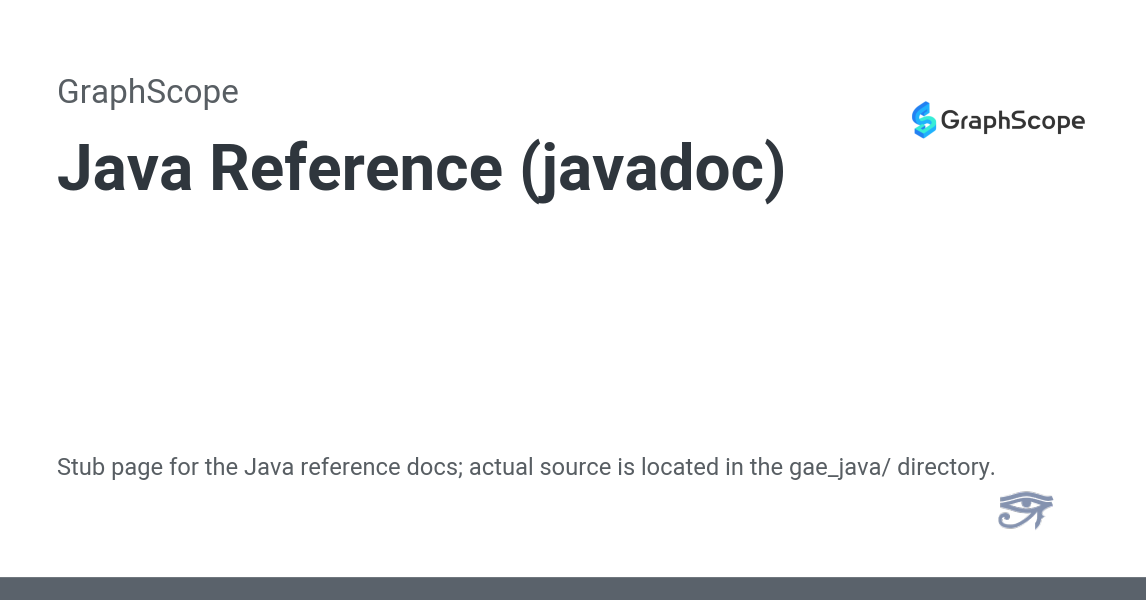 GraphScope
GraphScope
Java Reference (javadoc)
Stub page for the Java reference docs; actual source is located in the gae_java/ directory.